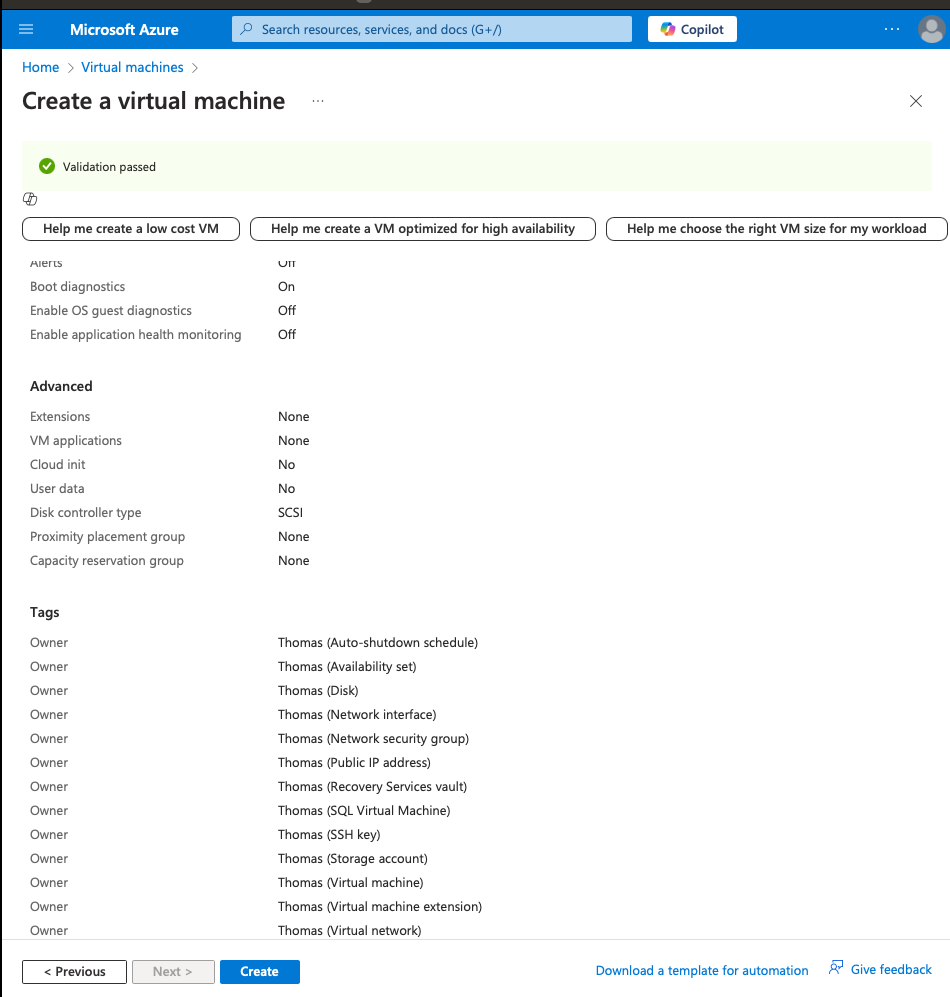 Microsoft Azure
Search resources, services, and docs (G+/)
Copilot
Home > Virtual machines >
Create a virtual machine ...
Validation passed
Help me create a low cost VM Help me create a VM optimized for high availability Help me choose the right VM size for my workload
Alerts Off
Boot diagnostics On
Enable OS guest diagnostics Off
Enable application health monitoring Off
Advanced
Extensions None
VM applications None
Cloud init No
User data No
Disk controller type SCSI
Proximity placement group None
Capacity reservation group None
Tags
Owner Thomas (Auto-shutdown schedule)
Owner Thomas (Availability set)
Owner Thomas (Disk)
Owner Thomas (Network interface)
Owner Thomas (Network security group)
Owner Thomas (Public IP address)
Owner Thomas (Recovery Services vault)
Owner Thomas (SQL Virtual Machine)
Owner Thomas (SSH key)
Owner Thomas (Storage account)
Owner Thomas (Virtual machine)
Owner Thomas (Virtual machine extension)
Owner Thomas (Virtual network)
< Previous Next > Create Download a template for automation Give feedback